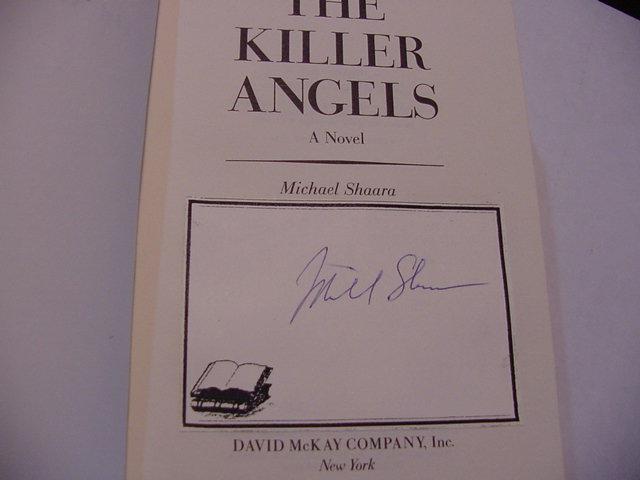 THE
KILLER
ANGELS
A Novel
Michael Shaara
DAVID McKAY COMPANY, Inc.
New York